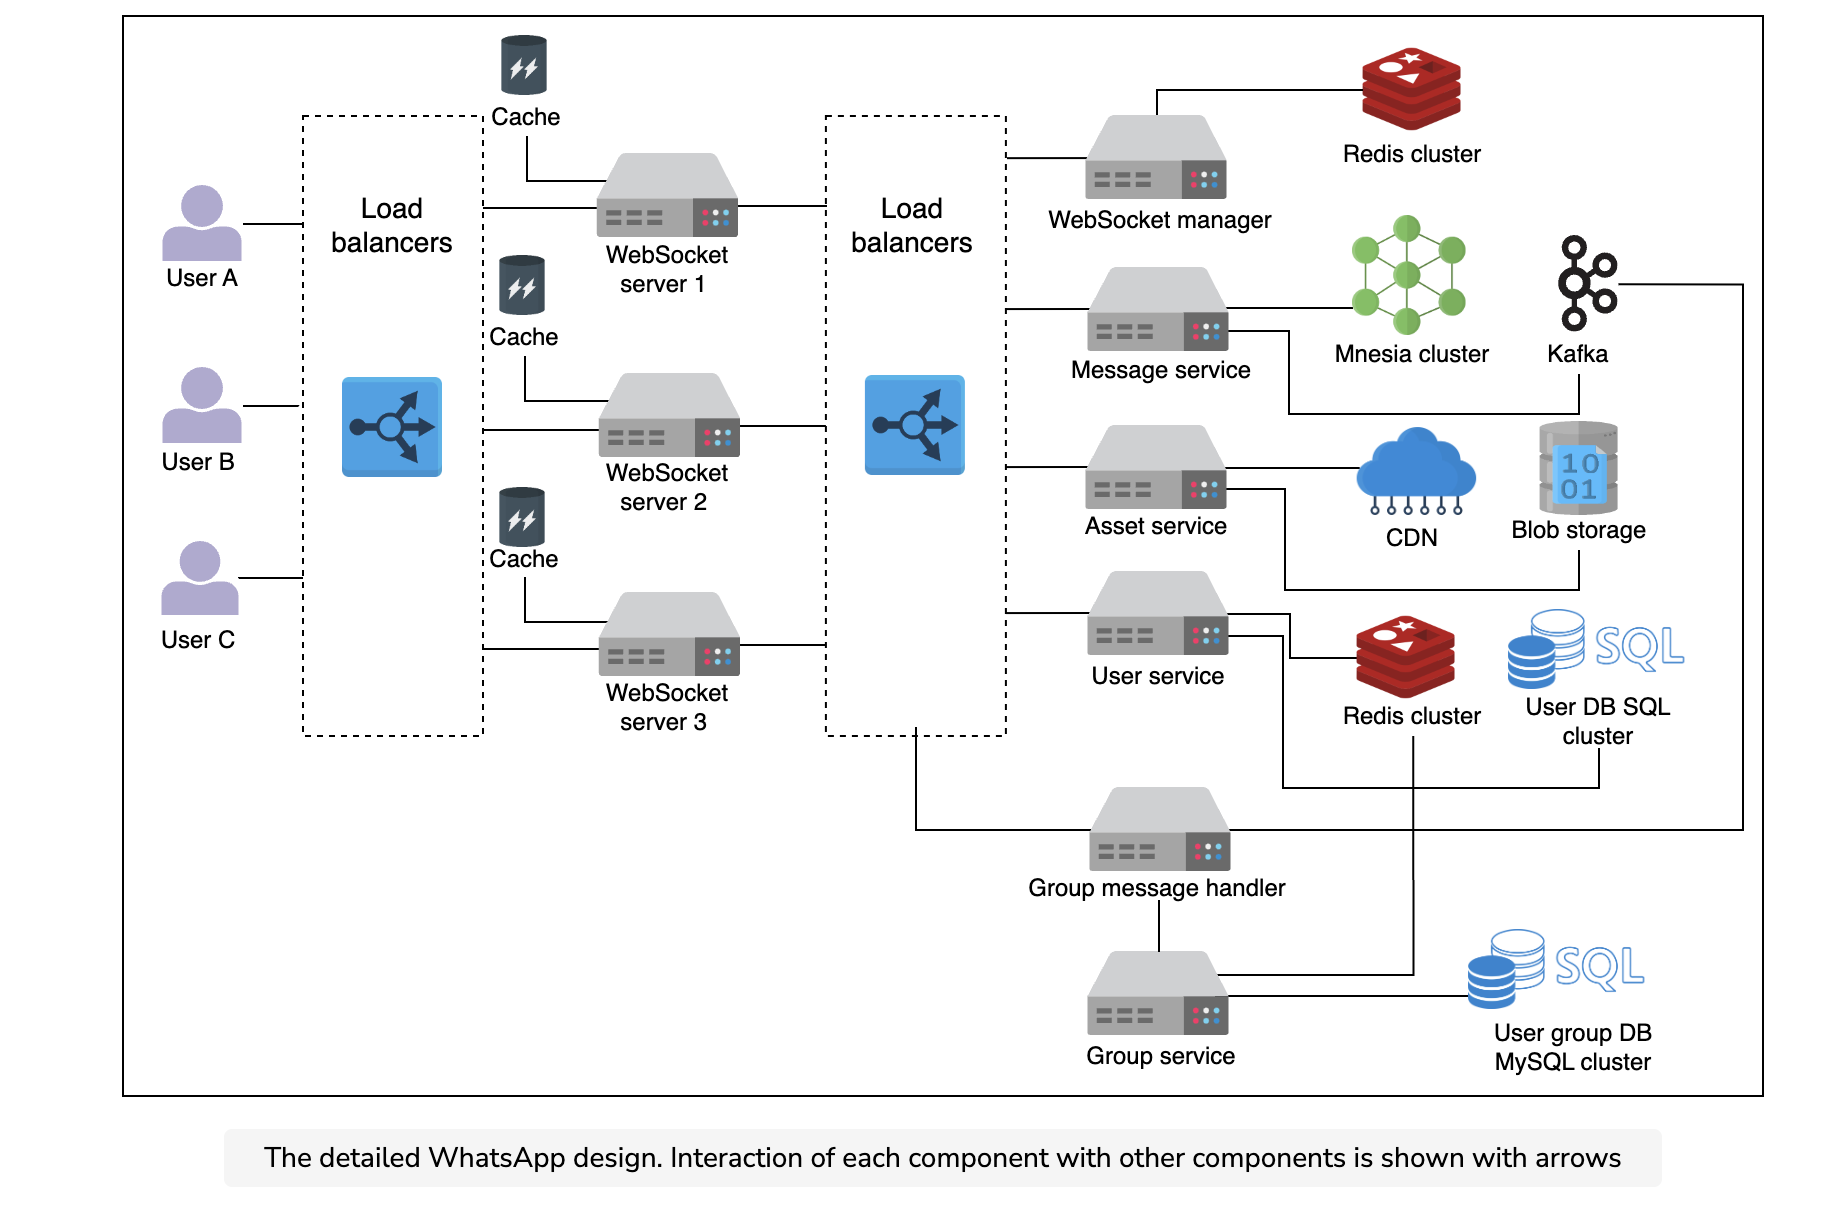 Cache
Load
balancers
Load
balancers
Redis cluster
WebSocket manager
User A
WebSocket
server 1
Cache
Message service
Mnesia cluster
Kafka
User B
WebSocket
server 2
Cache
Asset service
CDN
10
01
Blob storage
User C
WebSocket
server 3
User service
Redis cluster
SQL
User DB SQL
cluster
Group message handler
Group service
SQL
User group DB
MySQL cluster
The detailed WhatsApp design. Interaction of each component with other components is shown with arrows